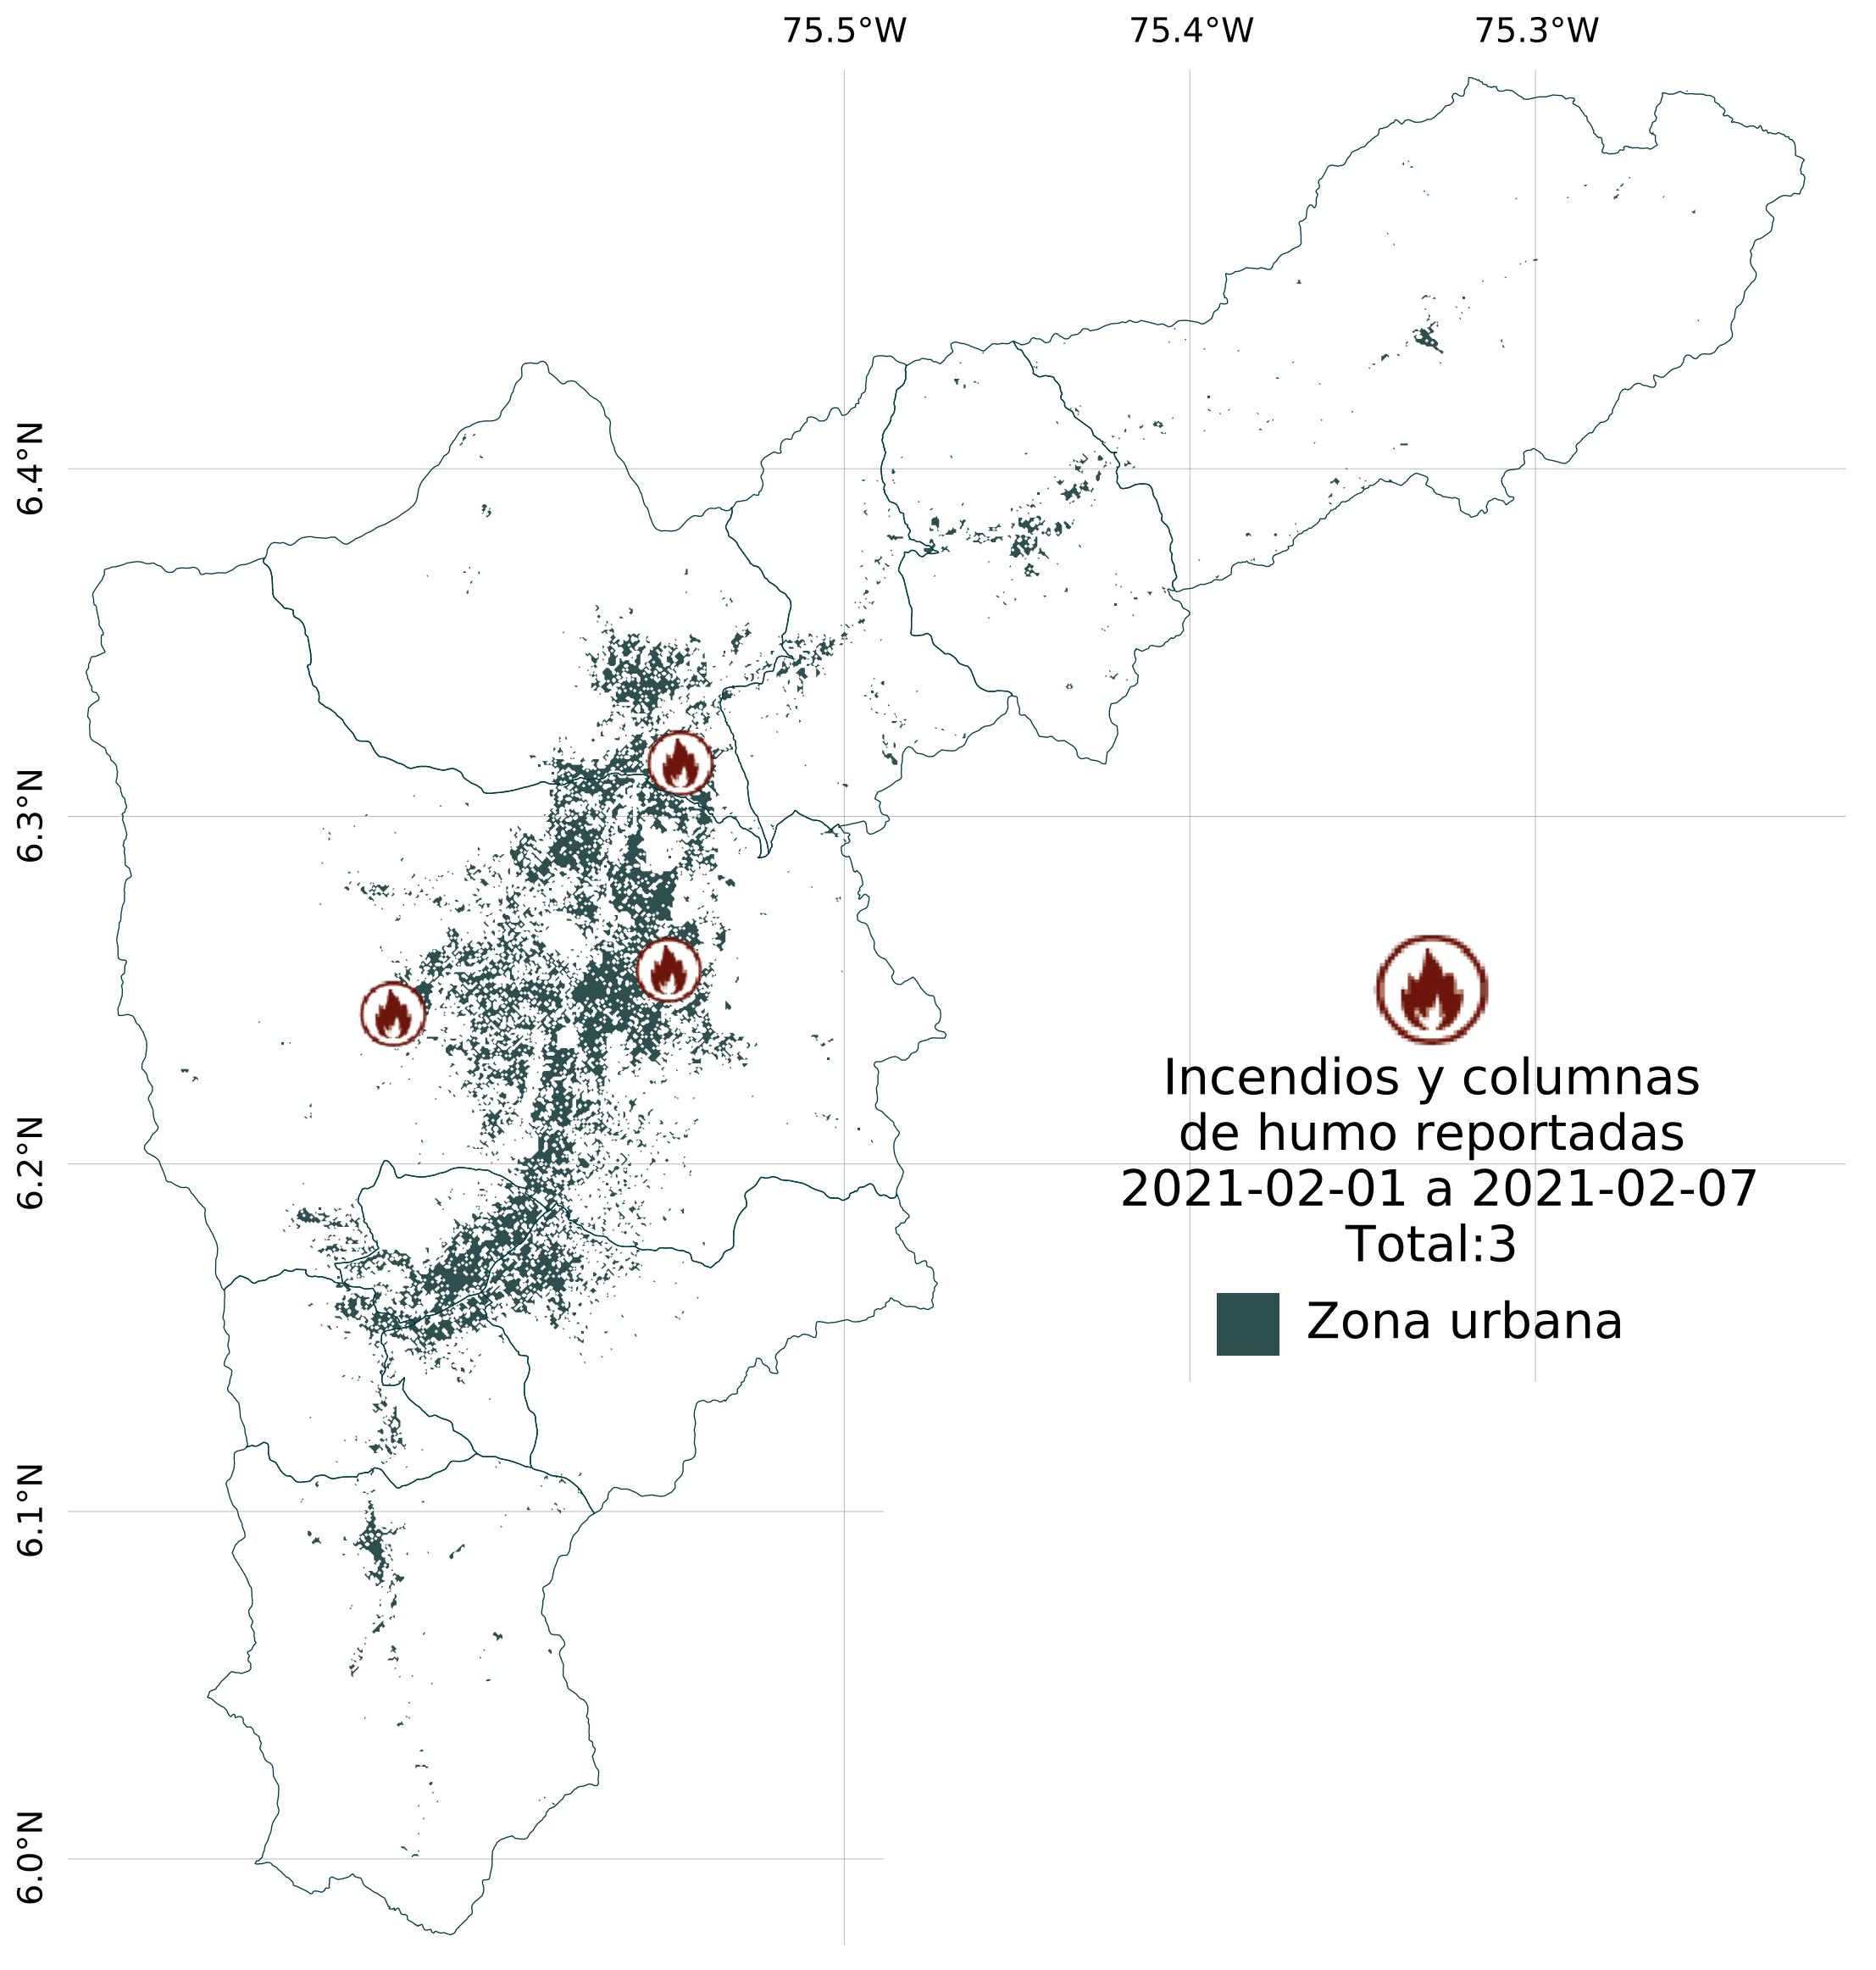 75.5°W 75.4°W 75.3°W
6.4°N
6.3°N
6.2°N
6.1°N
6.0°N
Incendios y columnas
de humo reportadas
2021-02-01 a 2021-02-07
Total:3
Zona urbana